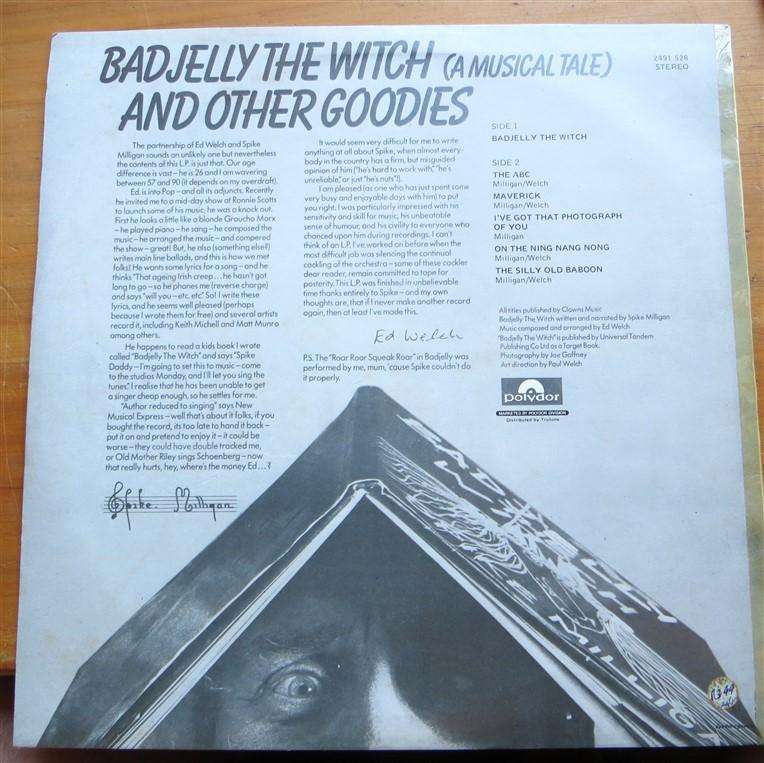 BADJELLY THE WITCH (A MUSICAL TALE)
AND OTHER GOODIES
2491 528
STEREO
The partnership of Ed Welch and Spike
Milligan sounds an unlikely one but nevertheless
the contents of this L.P. is just that. Our age
difference is vast – he is 26 and I am wavering
between 57 and 90 (it depends on my overdraft).
Ed. is into Pop – and all its adjuncts. Recently
he invited me to a mid-day show at Ronnie Scotts
to launch some of his music; he was a knock out.
First he looks a little like a blonde Groucho Marx
– he played piano – he sang – he composed the
music – he arranged the music – and compered
the show – great! But, he also (something else!)
writes main line ballads, and this is how we met
folks! He wants some lyrics for a song – and he
thinks "That ageing Irish creep... he hasn't got
long to go – so he phones me (reverse charge)
and says "will you – etc. etc." So! I write these
lyrics, and he seems well pleased (perhaps
because I wrote them for free) and several artists
record it, including Keith Michell and Matt Munro
among others.
He happens to read a kids book I wrote
called "Badjelly The Witch" and says "Spike
Daddy – I'm going to set this to music – come
to the studios Monday, and I'll let you sing the
tunes." I realise that he has been unable to get
a singer cheap enough, so he settles for me.
"Author reduced to singing" says New
Musical Express – well that's about it folks, if you
bought the record, its too late to hand it back –
put it on and pretend to enjoy it – it could be
worse – they could have double tracked me,
or Old Mother Riley sings Schoenberg – now
that really hurts, hey, where's the money Ed...?
Spike Milligan
It would seem very difficult for me to write
anything at all about Spike, when almost every-
body in the country has a firm, but misguided
opinion of him ("he's hard to work with," "he's
unreliable," or just "he's nuts"!).
I am pleased (as one who has just spent some
very busy and enjoyable days with him) to put
you right. I was particularly impressed with his
sensitivity and skill for music, his unbeatable
sense of humour, and his civility to everyone who
chanced upon him during recordings. I can't
think of an L.P. I've worked on before when the
most difficult job was silencing the continual
cackling of the orchestra – some of these cackles
dear reader, remain committed to tape for
posterity. This L.P. was finished in unbelievable
time thanks entirely to Spike – and my own
thoughts are, that if I never make another record
again, then at least I've made this.
Ed Welch
P.S. The "Roar Roar Squeak Roar" in Badjelly was
performed by me, mum, 'cause Spike couldn't do
it properly.
SIDE 1
BADJELLY THE WITCH
SIDE 2
THE ABC
Milligan/Welch
MAVERICK
Milligan/Welch
I'VE GOT THAT PHOTOGRAPH
OF YOU
Milligan
ON THE NING NANG NONG
Milligan/Welch
THE SILLY OLD BABOON
Milligan/Welch
All titles published by Clowns Music
Badjelly The Witch written and narrated by Spike Milligan
Music composed and arranged by Ed Welch
"Badjelly The Witch" is published by Universal Tandem
Publishing Co Ltd as a Target Book.
Photography by Joe Gaffney
Art direction by Paul Welch
polydor
MARKETED BY POLYDOR DIVISION
Distributed by Trutone